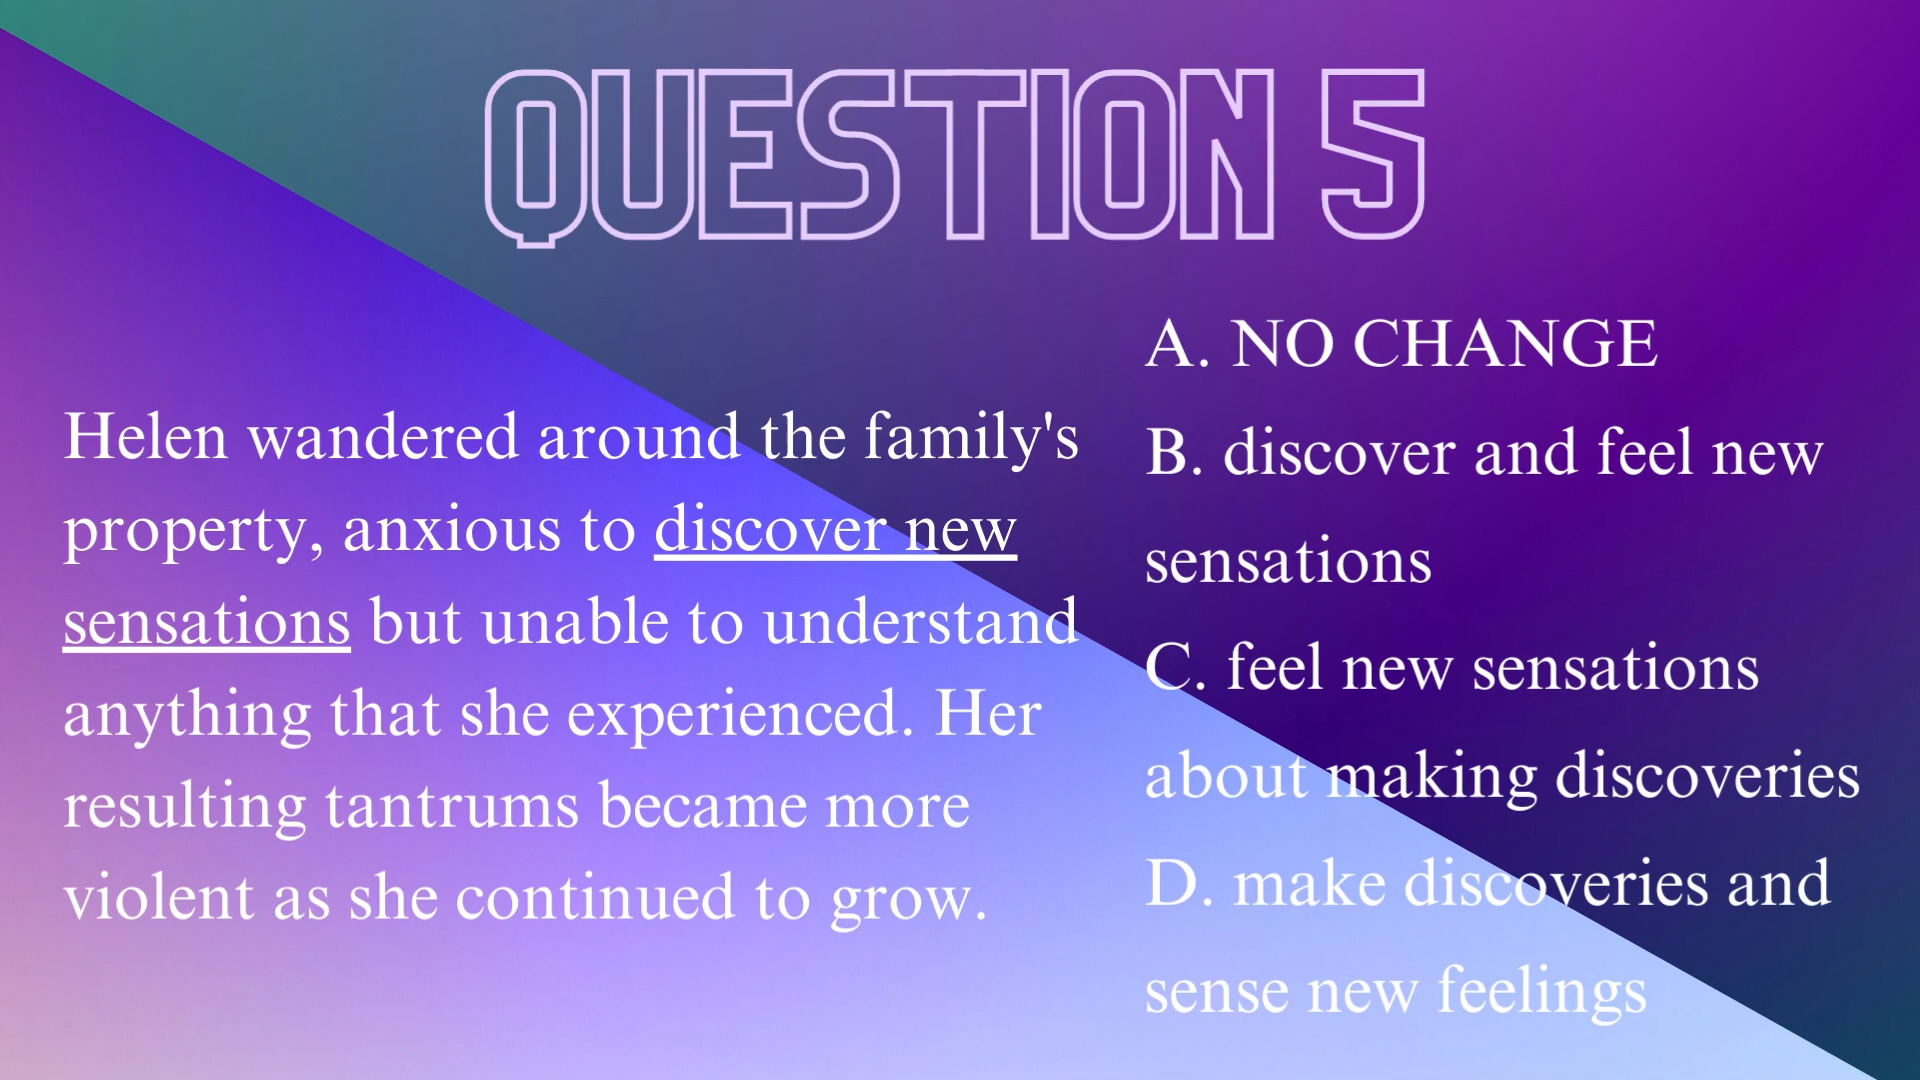 QUESTION 5
Helen wandered around the family's
property, anxious to discover new
sensations but unable to understand
anything that she experienced. Her
resulting tantrums became more
violent as she continued to grow.
A. NO CHANGE
B. discover and feel new
sensations
C. feel new sensations
about making discoveries
D. make discoveries and
sense new feelings